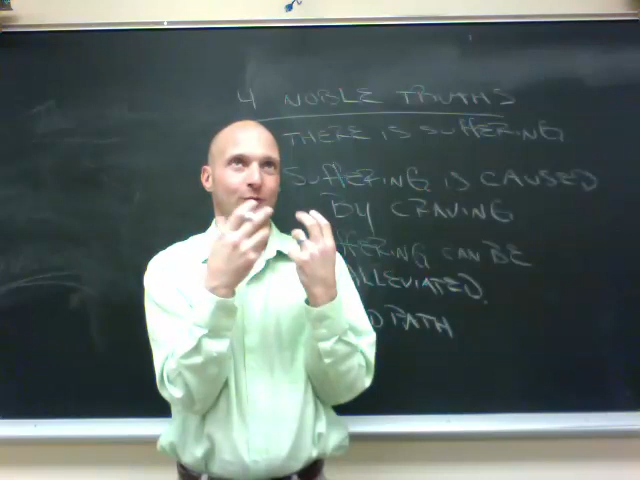 4 NOBLE TRUTHS
THERE IS SUFFERING
SUFFERING IS CAUSED
BY CRAVING
CAN BE
ALLEVIATED.
PATH